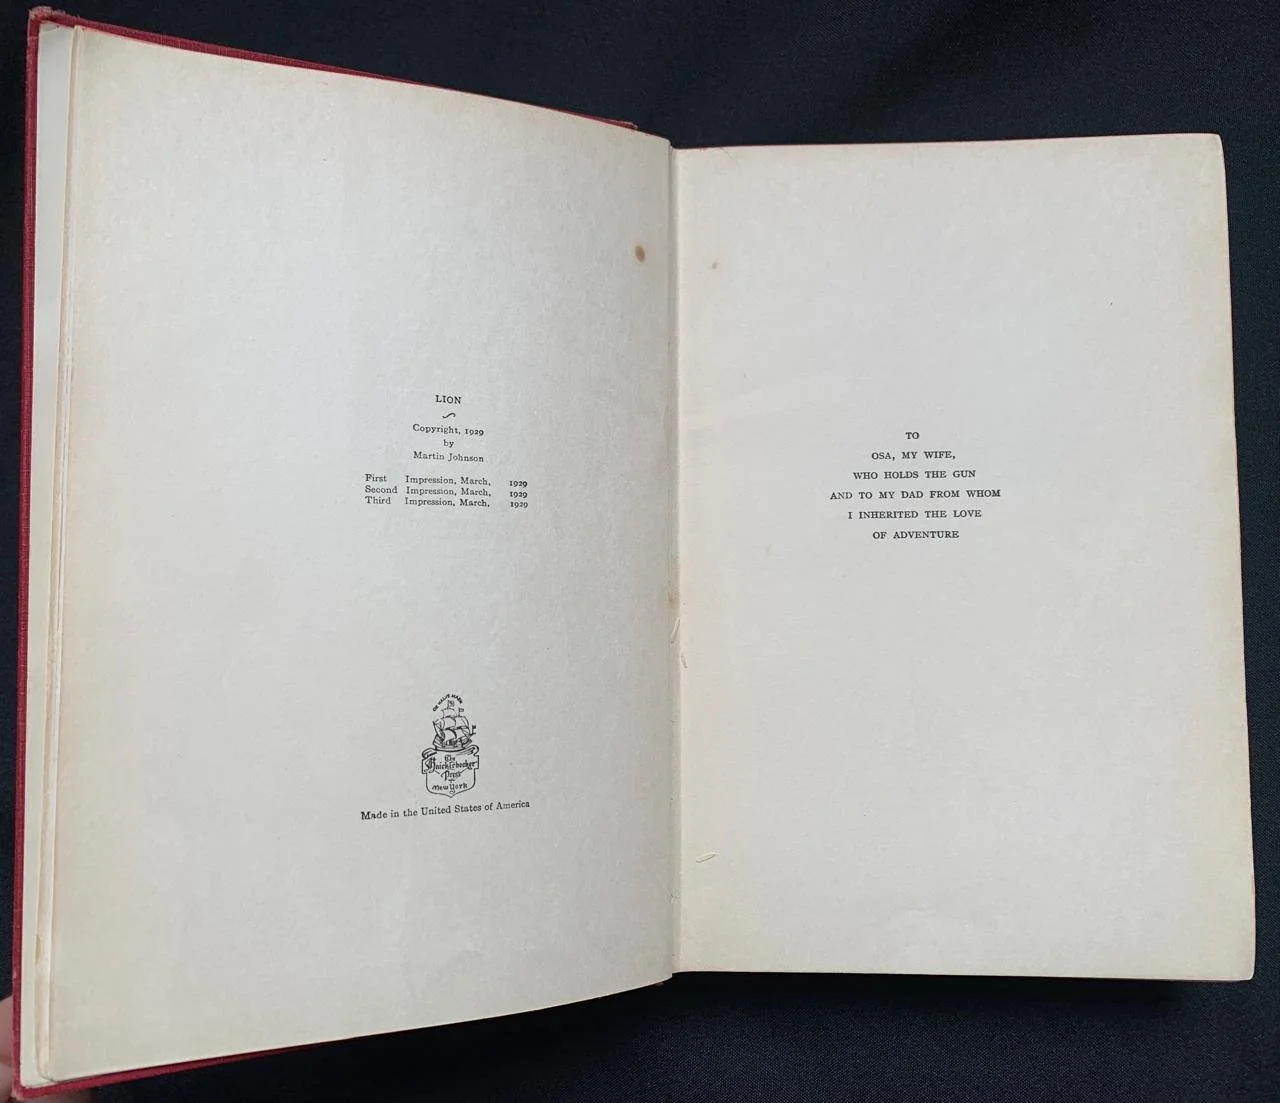 LION
Copyright, 1929
by
Martin Johnson
First Impression, March, 1929
Second Impression, March, 1929
Third Impression, March, 1929
The
Knickerbocker
Press
New York
Made in the United States of America
TO
OSA, MY WIFE,
WHO HOLDS THE GUN
AND TO MY DAD FROM WHOM
I INHERITED THE LOVE
OF ADVENTURE